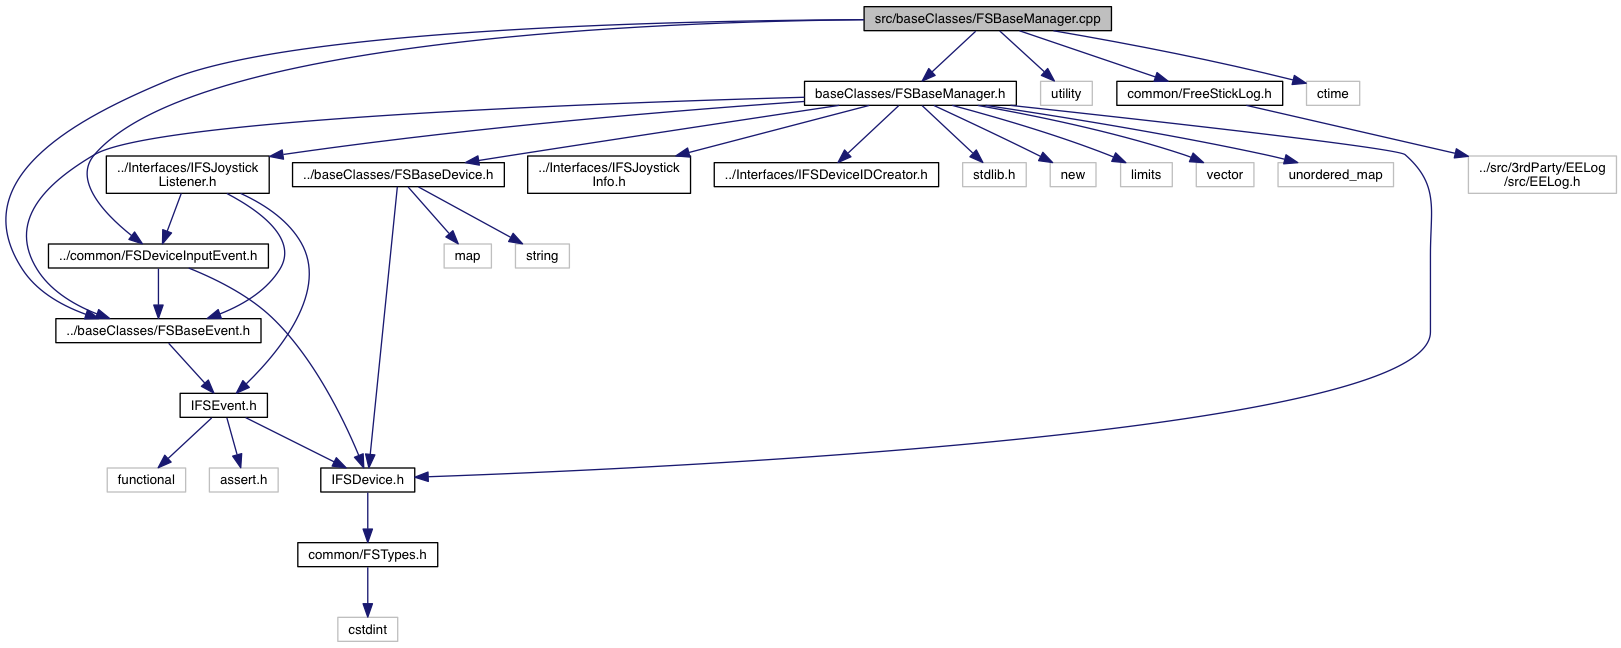 src/baseClasses/FSBaseManager.cpp
baseClasses/FSBaseManager.h
utility
common/FreeStickLog.h
ctime
../Interfaces/IFSJoystick
Listener.h
../baseClasses/FSBaseDevice.h
../Interfaces/IFSJoystick
Info.h
../Interfaces/IFSDeviceIDCreator.h
stdlib.h
new
limits
vector
unordered_map
../src/3rdParty/EELog
/src/EELog.h
../common/FSDeviceInputEvent.h
map
string
../baseClasses/FSBaseEvent.h
IFSEvent.h
functional
assert.h
IFSDevice.h
common/FSTypes.h
cstdint